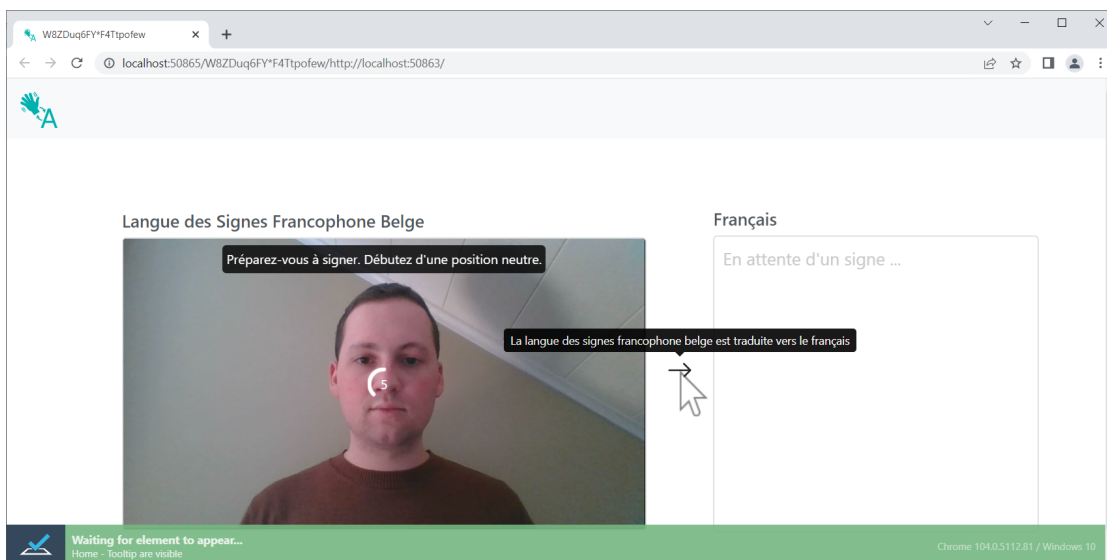 W8ZDuq6FY*F4Ttpofew
localhost:50865/W8ZDuq6FY*F4Ttpofew/http://localhost:50863/
A
Langue des Signes Francophone Belge
Français
Préparez-vous à signer. Débutez d'une position neutre.
En attente d'un signe ...
La langue des signes francophone belge est traduite vers le français
5
Waiting for element to appear...
Home - Tooltip are visible
Chrome 104.0.5112.81 / Windows 10